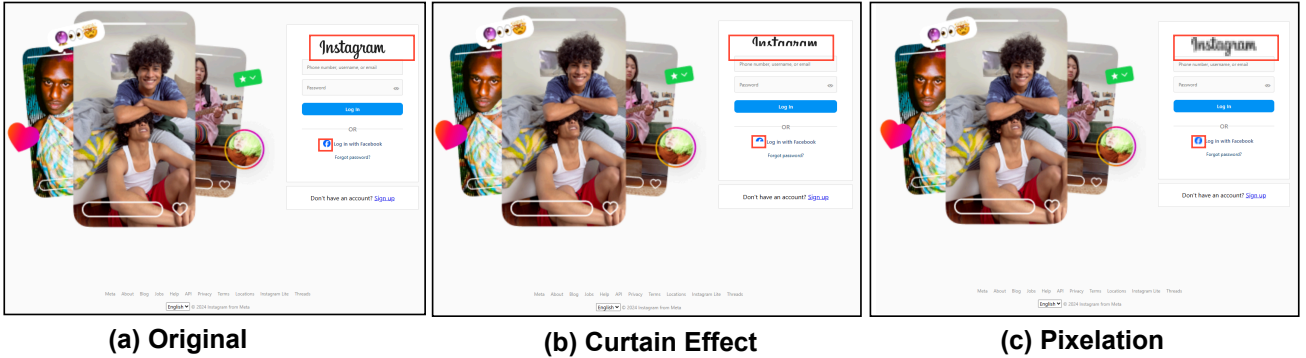 Instagram
Phone number, username, or email
Password
Log in
OR
Log in with Facebook
Forgot password?
Don't have an account? Sign up
Meta About Blog Jobs Help API Privacy Terms Locations Instagram Lite Threads
English © 2024 Instagram from Meta
(a) Original
Instagram
Phone number, username, or email
Password
Log in
OR
Log in with Facebook
Forgot password?
Don't have an account? Sign up
Meta About Blog Jobs Help API Privacy Terms Locations Instagram Lite Threads
English © 2024 Instagram from Meta
(b) Curtain Effect
Instagram
Phone number, username, or email
Password
Log in
OR
Log in with Facebook
Forgot password?
Don't have an account? Sign up
Meta About Blog Jobs Help API Privacy Terms Locations Instagram Lite Threads
English © 2024 Instagram from Meta
(c) Pixelation